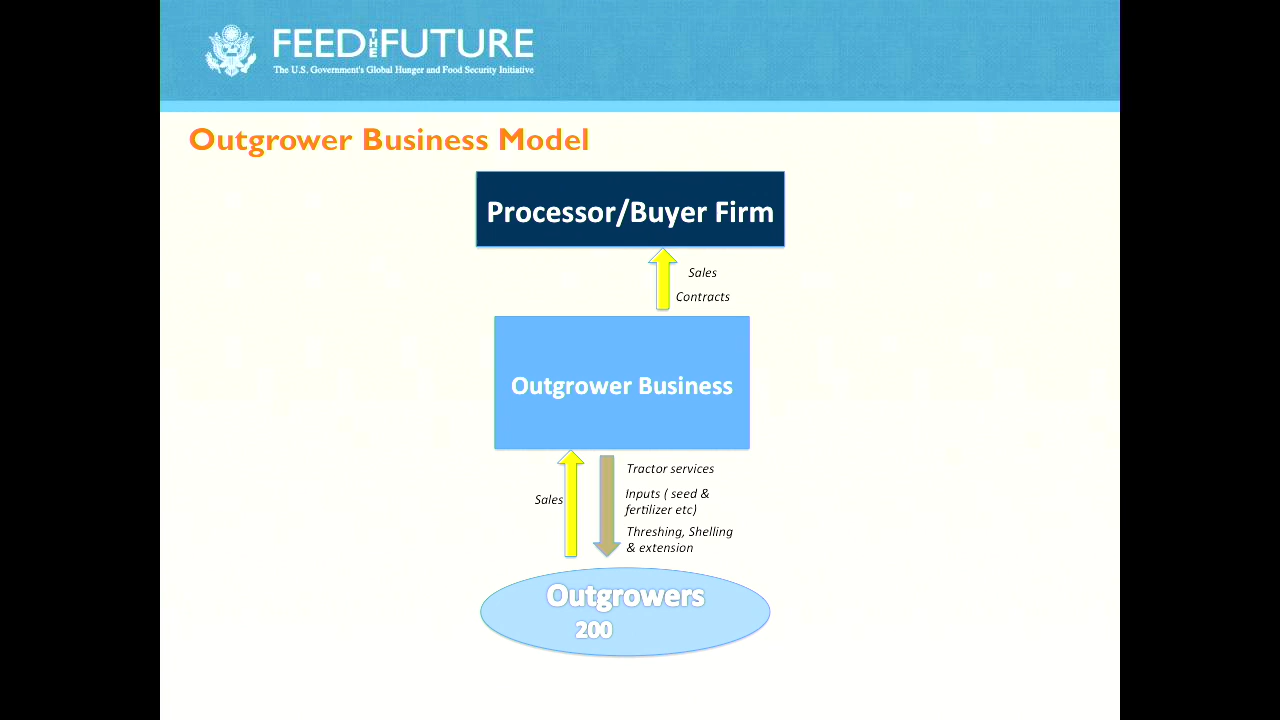 FEED THE FUTURE
The U.S. Government's Global Hunger and Food Security Initiative
Outgrower Business Model
Processor/Buyer Firm
Sales
Contracts
Outgrower Business
Sales
Tractor services
Inputs ( seed &
fertilizer etc)
Threshing, Shelling
& extension
Outgrowers
200